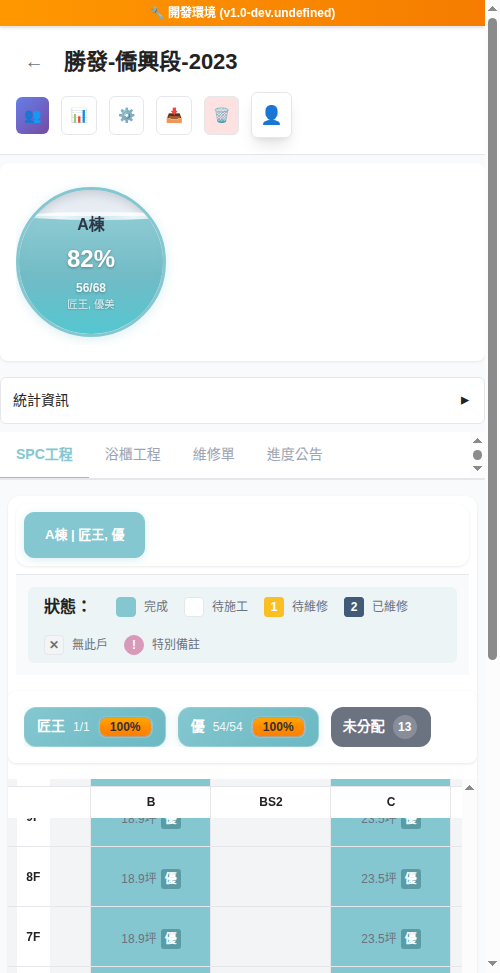 🔧 開發環境 (v1.0-dev.undefined)
← 勝發-僑興段-2023
A棟
82%
56/68
匠王, 優美
統計資訊 ▶
SPC工程 浴櫃工程 維修單 進度公告
A棟 | 匠王, 優
狀態： 完成 待施工 1 待維修 2 已維修
✕ 無此戶 ! 特別備註
匠王 1/1 100% 優 54/54 100% 未分配 13
B BS2 C
9F 18.9坪 優 23.5坪 優
8F 18.9坪 優 23.5坪 優
7F 18.9坪 優 23.5坪 優